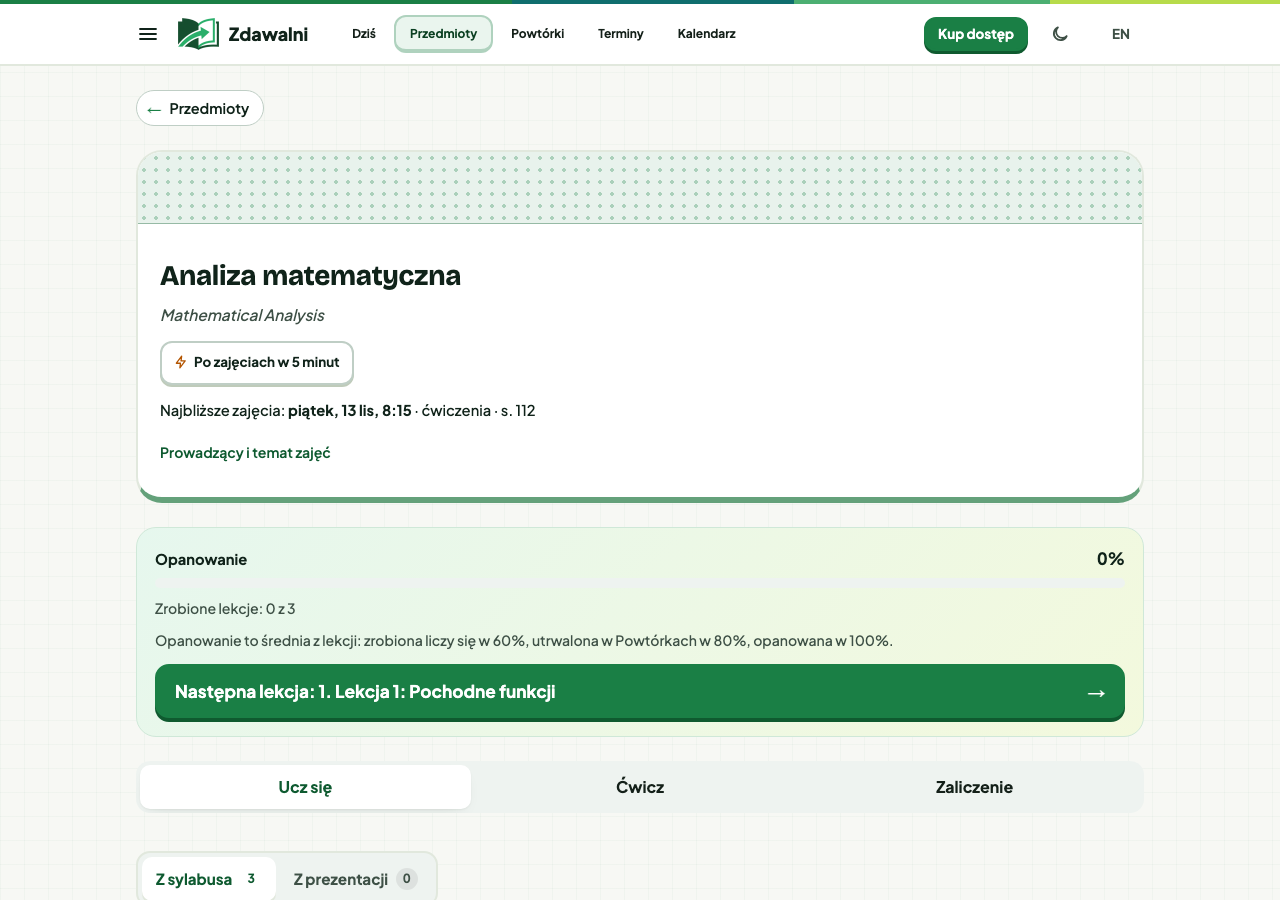 Zdawalni
Dziś
Przedmioty
Powtórki
Terminy
Kalendarz
Kup dostęp
EN
← Przedmioty
Analiza matematyczna
Mathematical Analysis
Po zajęciach w 5 minut
Najbliższe zajęcia: piątek, 13 lis, 8:15 · ćwiczenia · s. 112
Prowadzący i temat zajęć
Opanowanie 0%
Zrobione lekcje: 0 z 3
Opanowanie to średnia z lekcji: zrobiona liczy się w 60%, utrwalona w Powtórkach w 80%, opanowana w 100%.
Następna lekcja: 1. Lekcja 1: Pochodne funkcji →
Ucz się
Ćwicz
Zaliczenie
Z sylabusa 3
Z prezentacji 0